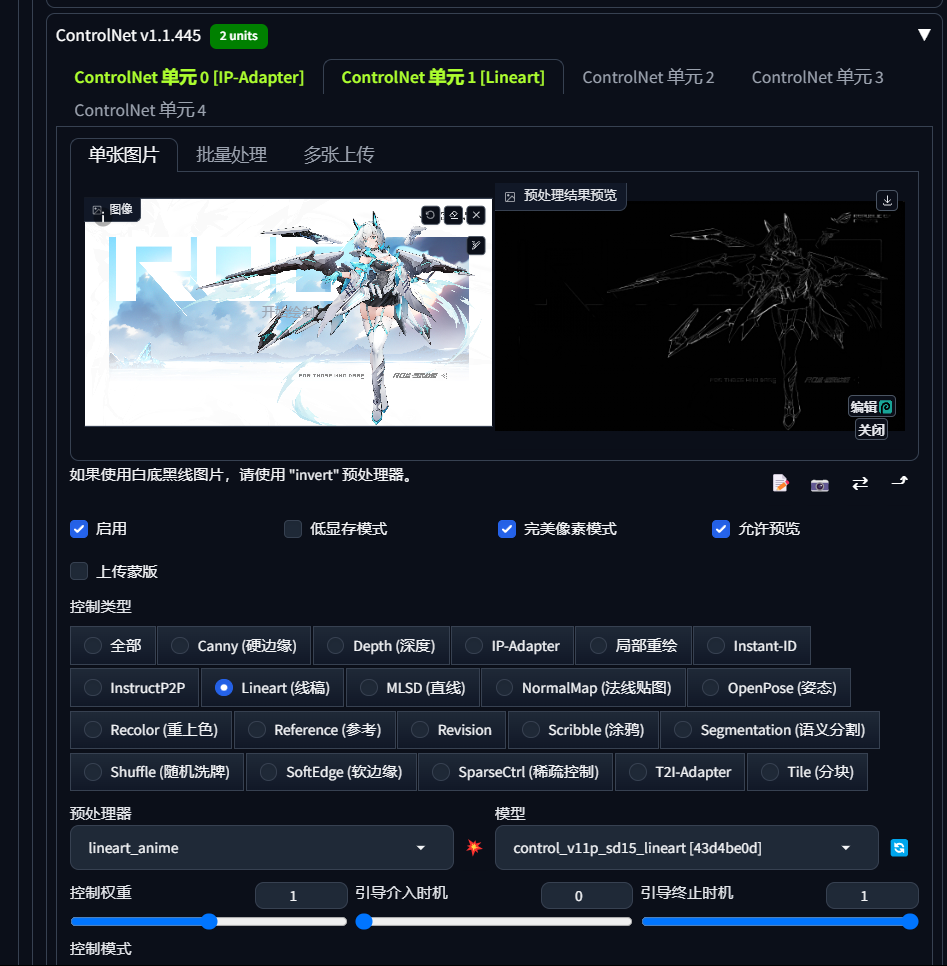 ControlNet v1.1.445 2 units
ControlNet 单元 0 [IP-Adapter] ControlNet 单元 1 [Lineart] ControlNet 单元 2 ControlNet 单元 3
ControlNet 单元 4
单张图片 批量处理 多张上传
图像 预处理结果预览
FOR THOSE WHO DARE
编辑
关闭
如果使用白底黑线图片，请使用 "invert" 预处理器。
启用 低显存模式 完美像素模式 允许预览
上传蒙版
控制类型
全部 Canny (硬边缘) Depth (深度) IP-Adapter 局部重绘 Instant-ID
InstructP2P Lineart (线稿) MLSD (直线) NormalMap (法线贴图) OpenPose (姿态)
Recolor (重上色) Reference (参考) Revision Scribble (涂鸦) Segmentation (语义分割)
Shuffle (随机洗牌) SoftEdge (软边缘) SparseCtrl (稀疏控制) T2I-Adapter Tile (分块)
预处理器 模型
lineart_anime control_v11p_sd15_lineart [43d4be0d]
控制权重 1 引导介入时机 0 引导终止时机 1
控制模式